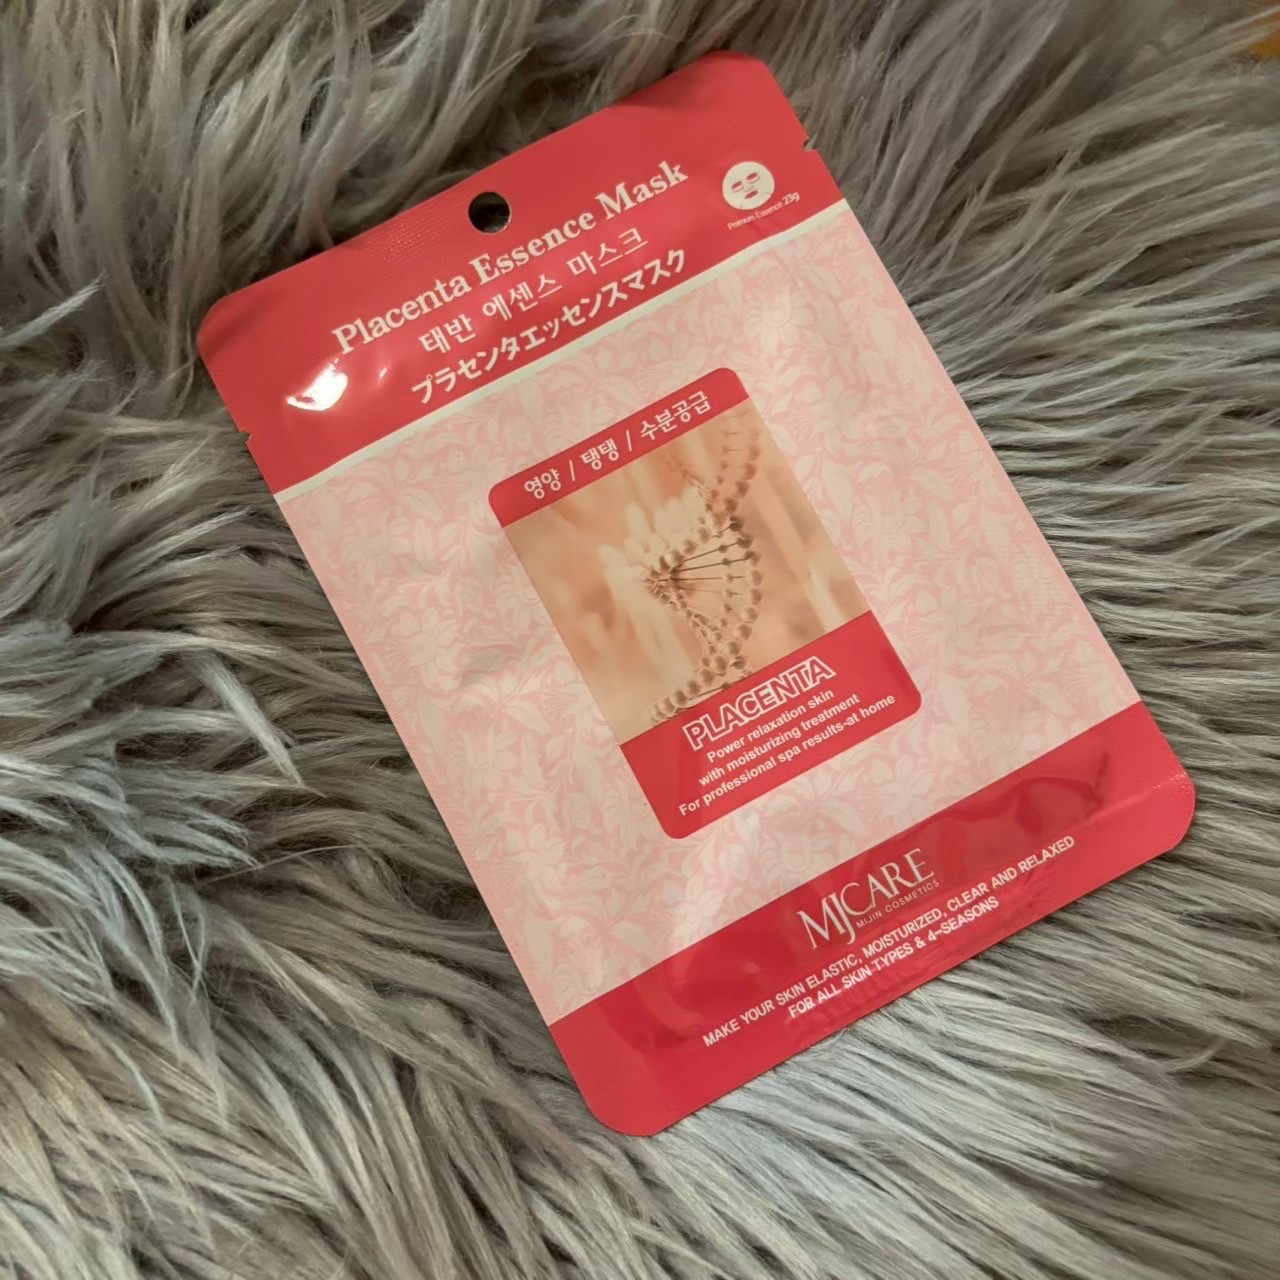 Placenta Essence Mask
태반 에센스 마스크
プラセンタエッセンスマスク
Premium Essence 23g
영양 / 탱탱 / 수분공급
PLACENTA
Power relaxation skin
with moisturizing treatment
For professional spa results-at home
MJCARE
MIJIN COSMETICS
MAKE YOUR SKIN ELASTIC, MOISTURIZED, CLEAR AND RELAXED
FOR ALL SKIN TYPES & 4-SEASONS